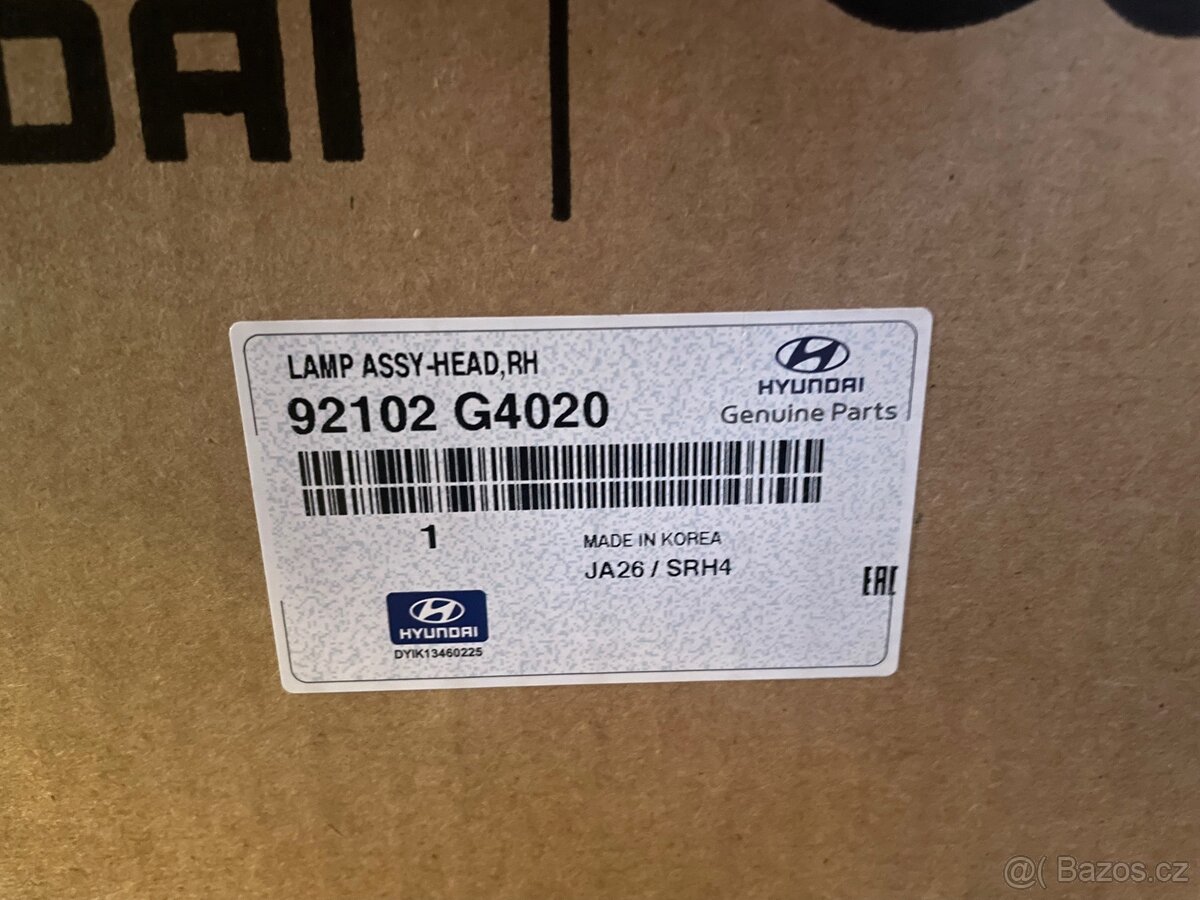 DAI
LAMP ASSY-HEAD,RH
92102 G4020
HYUNDAI
Genuine Parts
1
MADE IN KOREA
JA26 / SRH4
EAC
HYUNDAI
DYIK13460225
@( Bazos.cz